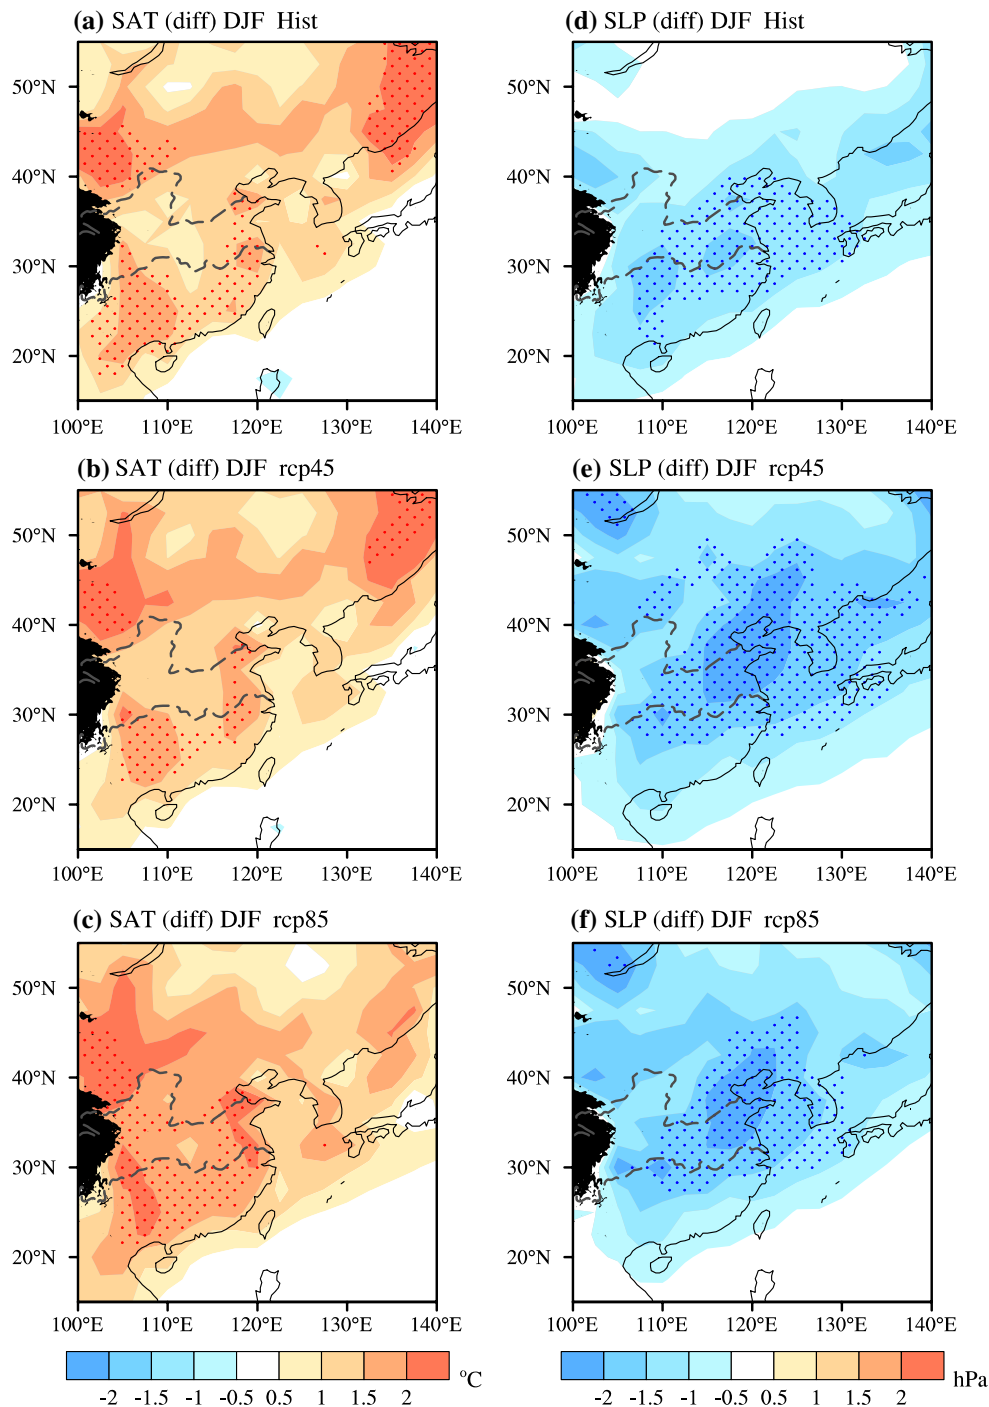 (a) SAT (diff) DJF Hist
50°N
40°N
30°N
20°N
100°E 110°E 120°E 130°E 140°E
(d) SLP (diff) DJF Hist
50°N
40°N
30°N
20°N
100°E 110°E 120°E 130°E 140°E
(b) SAT (diff) DJF rcp45
50°N
40°N
30°N
20°N
100°E 110°E 120°E 130°E 140°E
(e) SLP (diff) DJF rcp45
50°N
40°N
30°N
20°N
100°E 110°E 120°E 130°E 140°E
(c) SAT (diff) DJF rcp85
50°N
40°N
30°N
20°N
100°E 110°E 120°E 130°E 140°E
(f) SLP (diff) DJF rcp85
50°N
40°N
30°N
20°N
100°E 110°E 120°E 130°E 140°E
-2 -1.5 -1 -0.5 0.5 1 1.5 2 °C
-2 -1.5 -1 -0.5 0.5 1 1.5 2 hPa